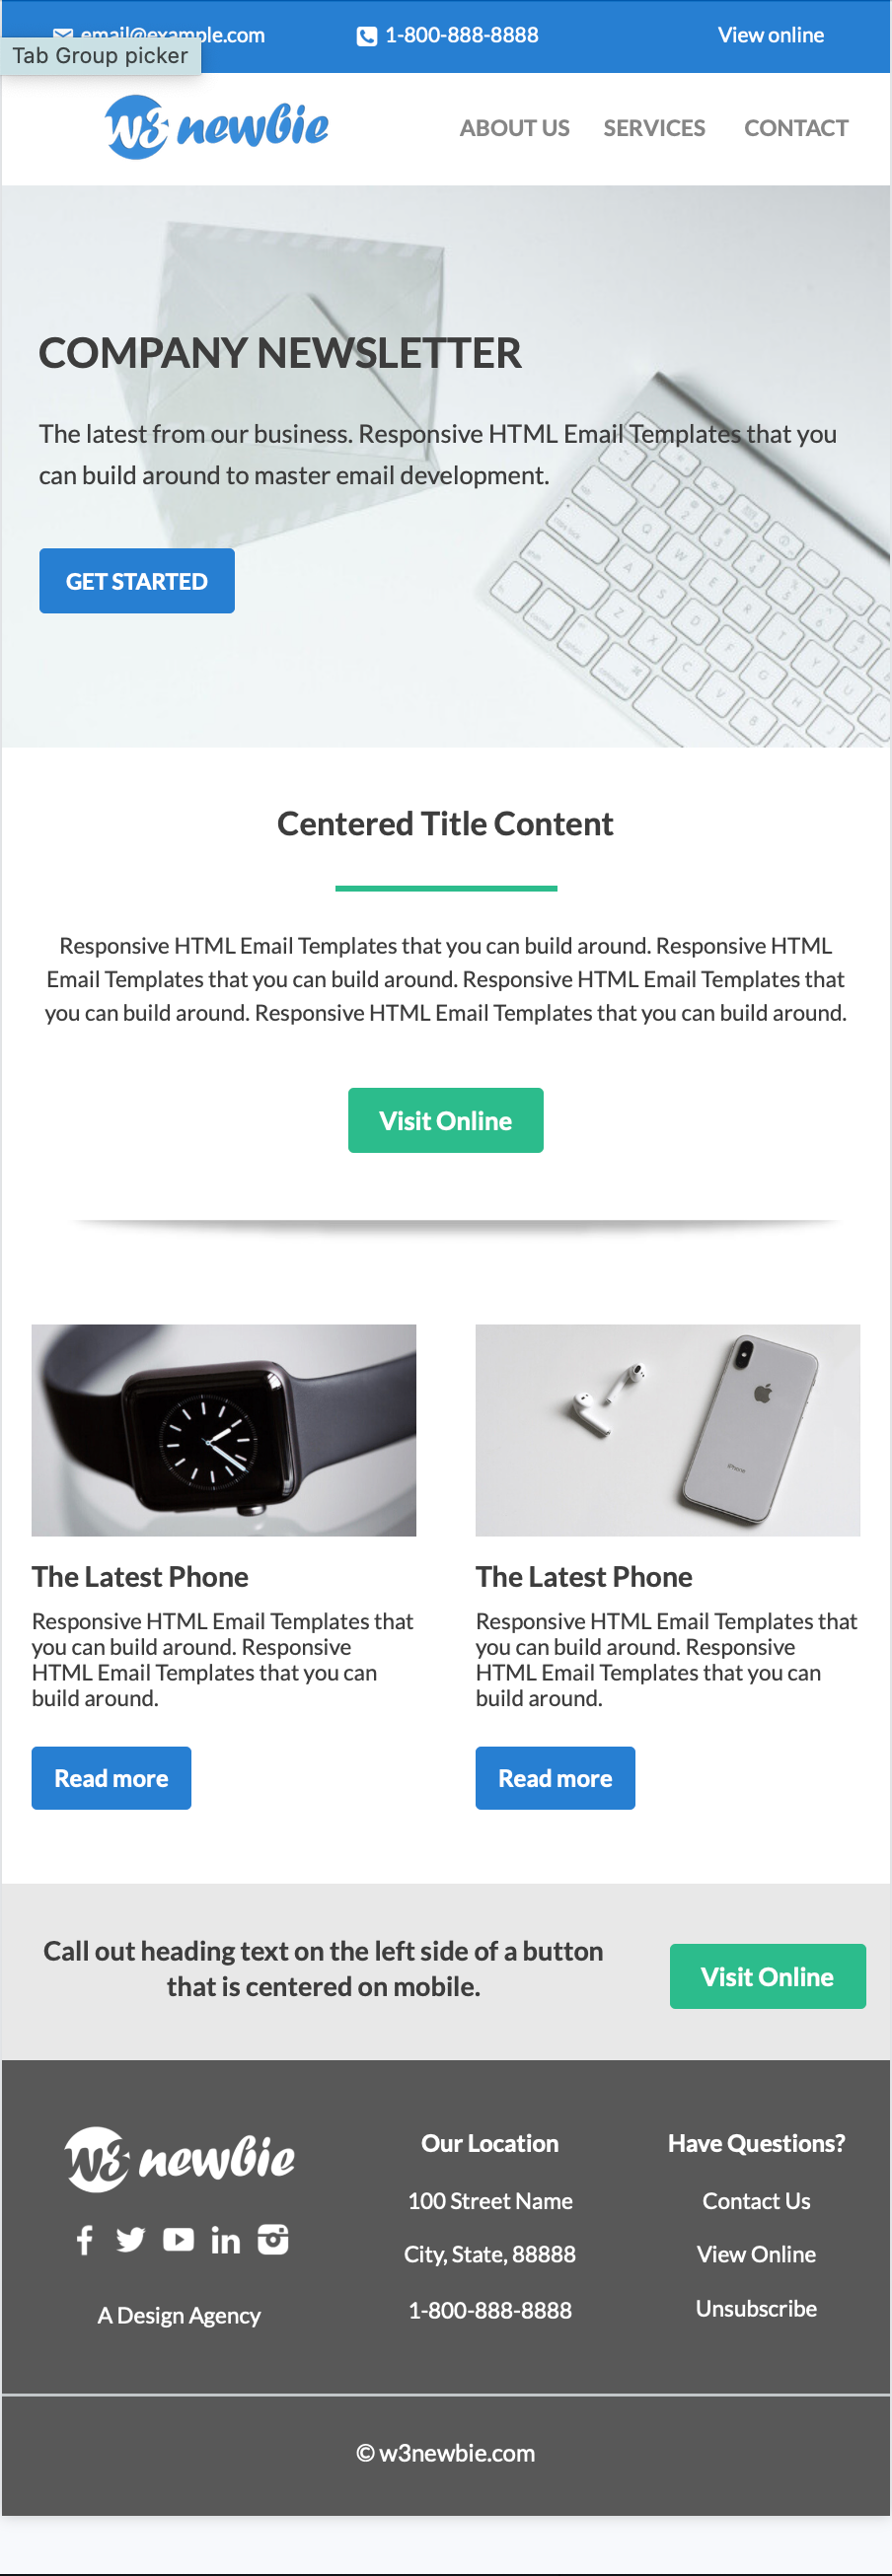 email@example.com 1-800-888-8888 View online
Tab Group picker
w3 newbie ABOUT US SERVICES CONTACT
COMPANY NEWSLETTER
The latest from our business. Responsive HTML Email Templates that you
can build around to master email development.
GET STARTED
Centered Title Content
Responsive HTML Email Templates that you can build around. Responsive HTML
Email Templates that you can build around. Responsive HTML Email Templates that
you can build around. Responsive HTML Email Templates that you can build around.
Visit Online
The Latest Phone
Responsive HTML Email Templates that
you can build around. Responsive
HTML Email Templates that you can
build around.
Read more
iPhone
The Latest Phone
Responsive HTML Email Templates that
you can build around. Responsive
HTML Email Templates that you can
build around.
Read more
Call out heading text on the left side of a button
that is centered on mobile.
Visit Online
w3 newbie
A Design Agency
Our Location
100 Street Name
City, State, 88888
1-800-888-8888
Have Questions?
Contact Us
View Online
Unsubscribe
© w3newbie.com